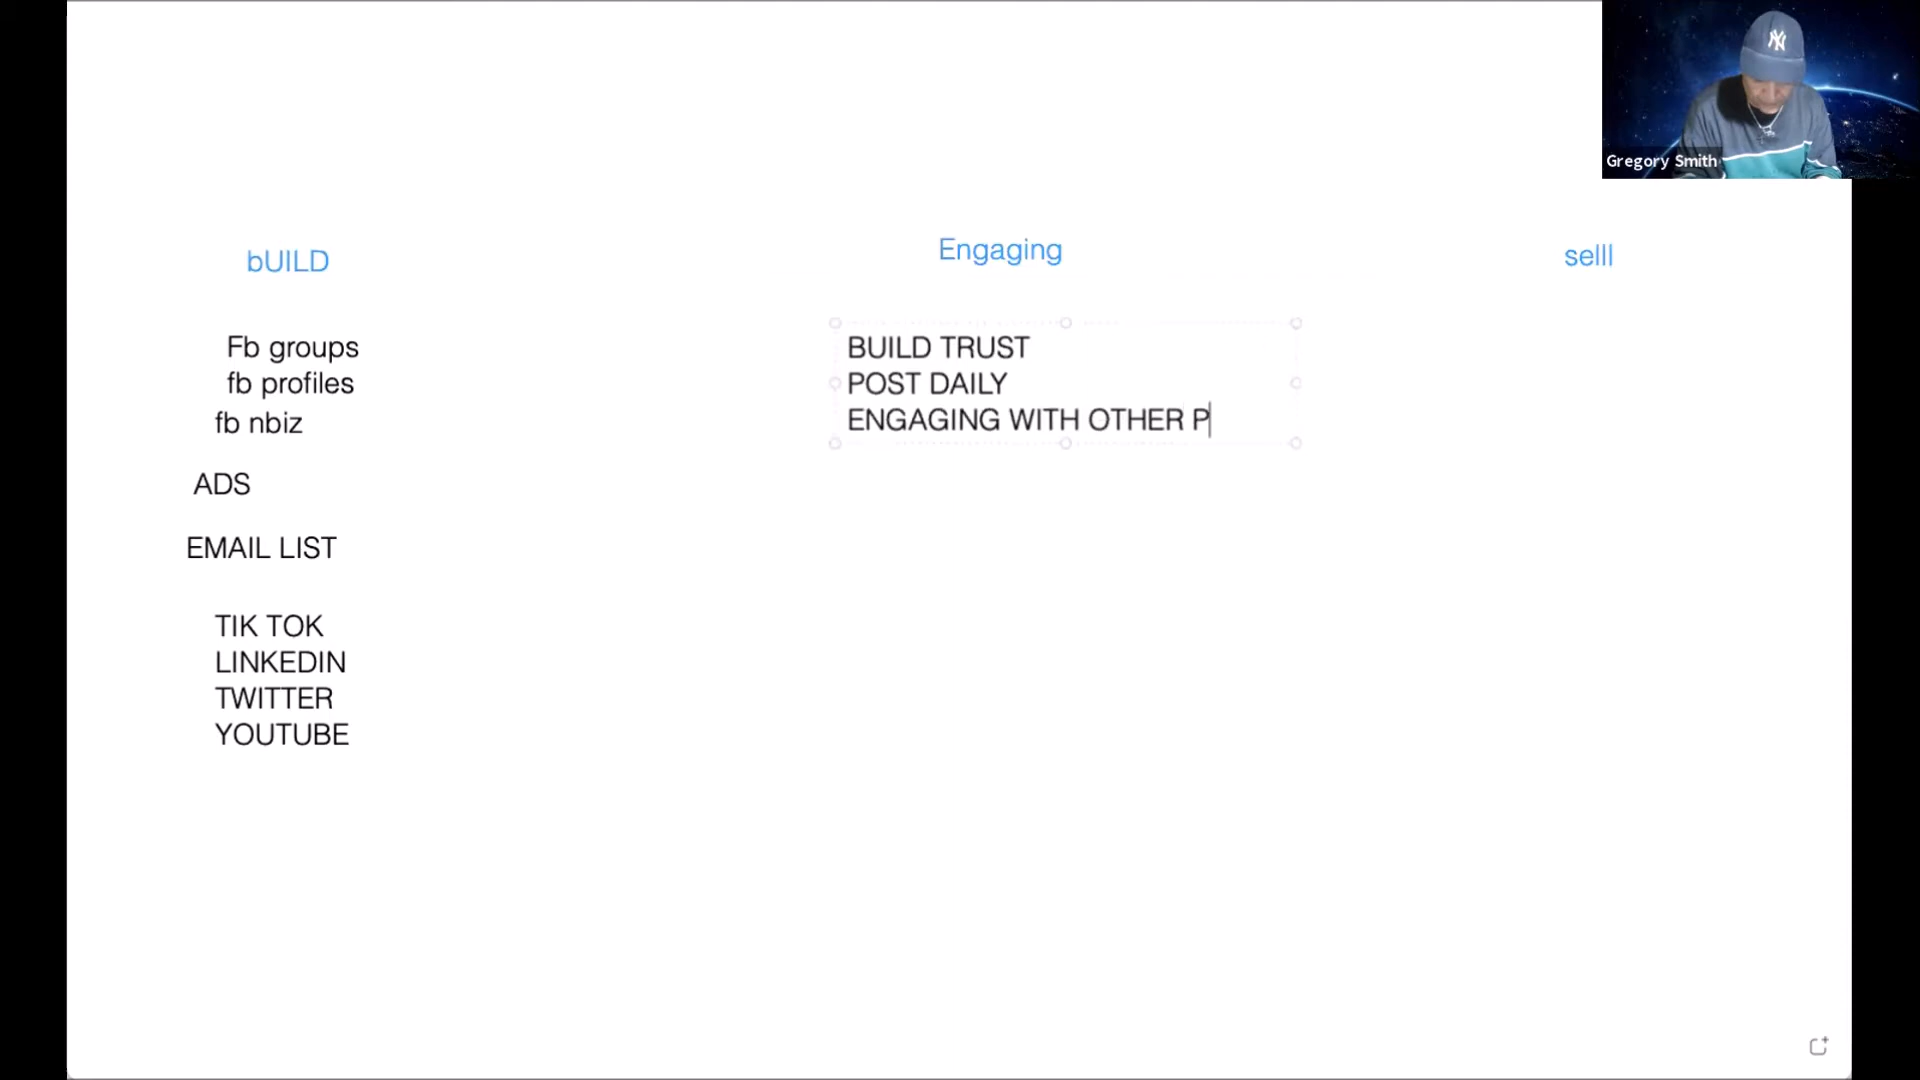 NY
Gregory Smith
bUILD
Engaging
selll
Fb groups
fb profiles
fb nbiz
ADS
EMAIL LIST
TIK TOK
LINKEDIN
TWITTER
YOUTUBE
BUILD TRUST
POST DAILY
ENGAGING WITH OTHER P